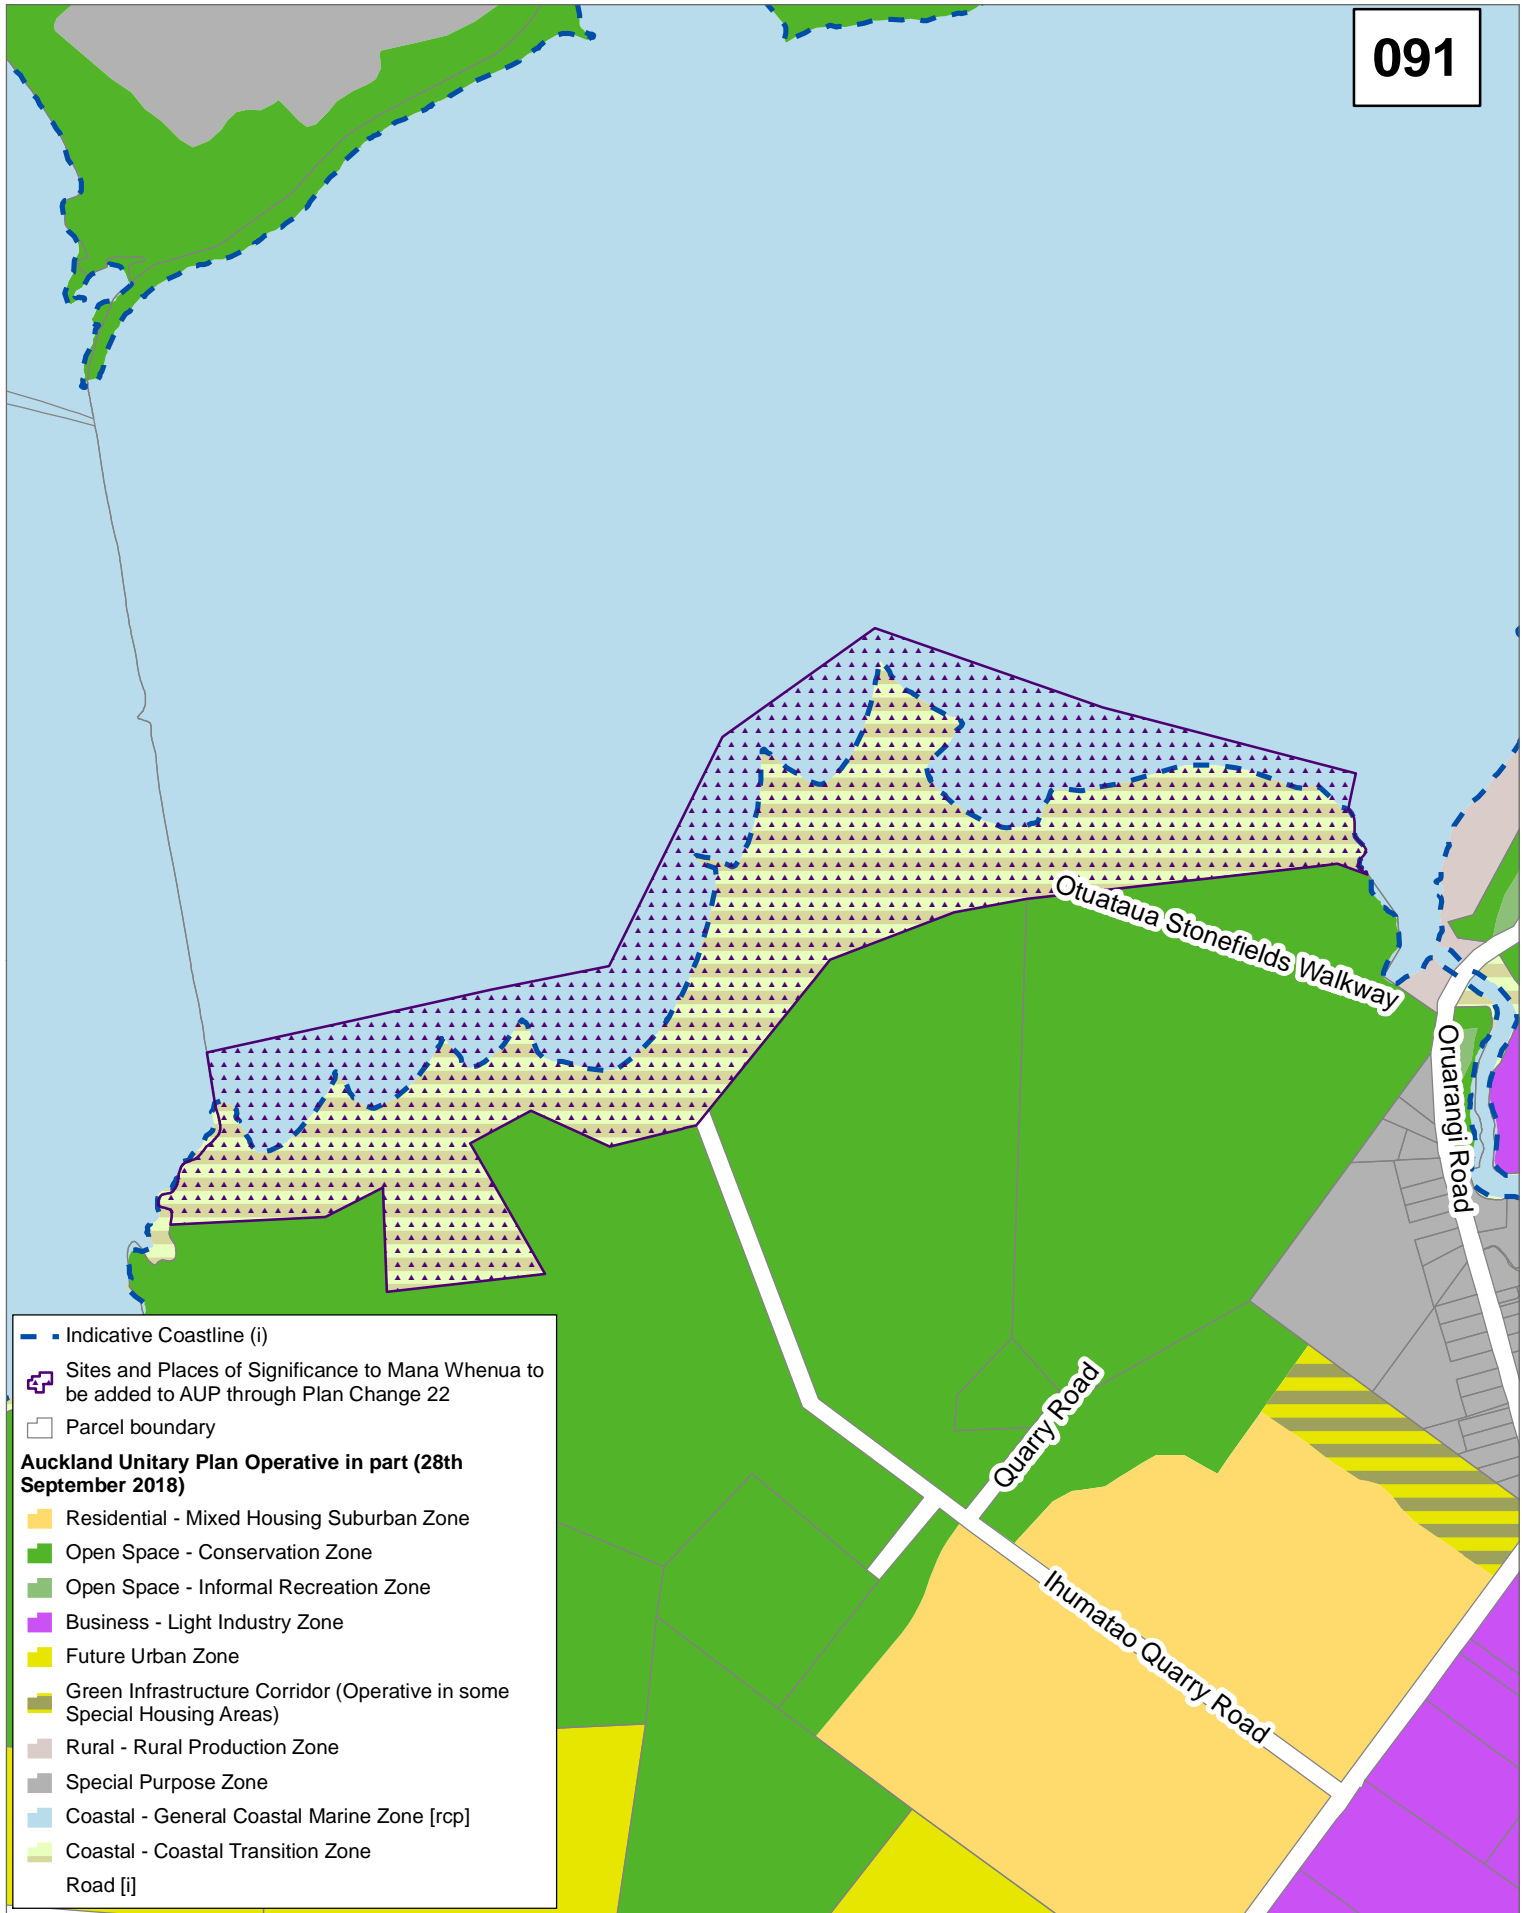 091
Otuataua Stonefields Walkway
Oruarangi Road
Quarry Road
Ihumatao Quarry Road
Indicative Coastline (i)
Sites and Places of Significance to Mana Whenua to
be added to AUP through Plan Change 22
Parcel boundary
Auckland Unitary Plan Operative in part (28th
September 2018)
Residential - Mixed Housing Suburban Zone
Open Space - Conservation Zone
Open Space - Informal Recreation Zone
Business - Light Industry Zone
Future Urban Zone
Green Infrastructure Corridor (Operative in some
Special Housing Areas)
Rural - Rural Production Zone
Special Purpose Zone
Coastal - General Coastal Marine Zone [rcp]
Coastal - Coastal Transition Zone
Road [i]